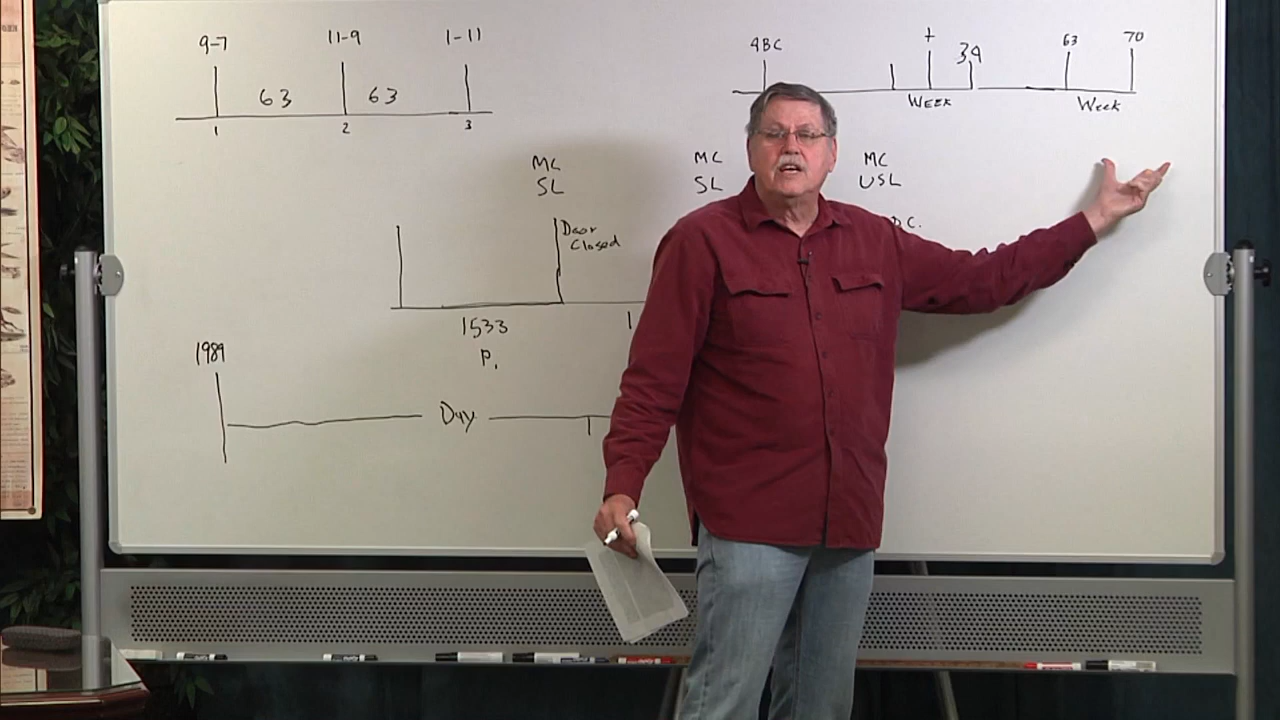 9-7 11-9 1-11
63 63
1 2 3
4BC + 34 63 70
Week Week
MC MC MC
SL SL USL
Door
Closed
1533
P.
1989
Day